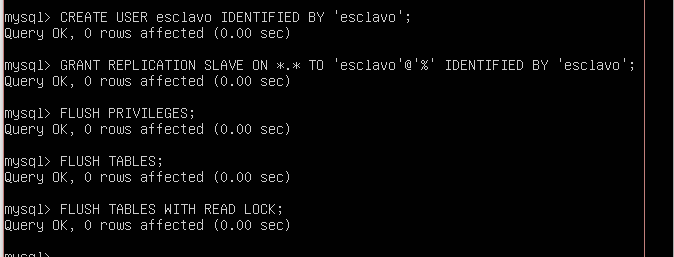 mysql> CREATE USER esclavo IDENTIFIED BY 'esclavo';
Query OK, 0 rows affected (0.00 sec)
mysql> GRANT REPLICATION SLAVE ON *.* TO 'esclavo'@'%' IDENTIFIED BY 'esclavo';
Query OK, 0 rows affected (0.00 sec)
mysql> FLUSH PRIVILEGES;
Query OK, 0 rows affected (0.00 sec)
mysql> FLUSH TABLES;
Query OK, 0 rows affected (0.00 sec)
mysql> FLUSH TABLES WITH READ LOCK;
Query OK, 0 rows affected (0.00 sec)
mysql>